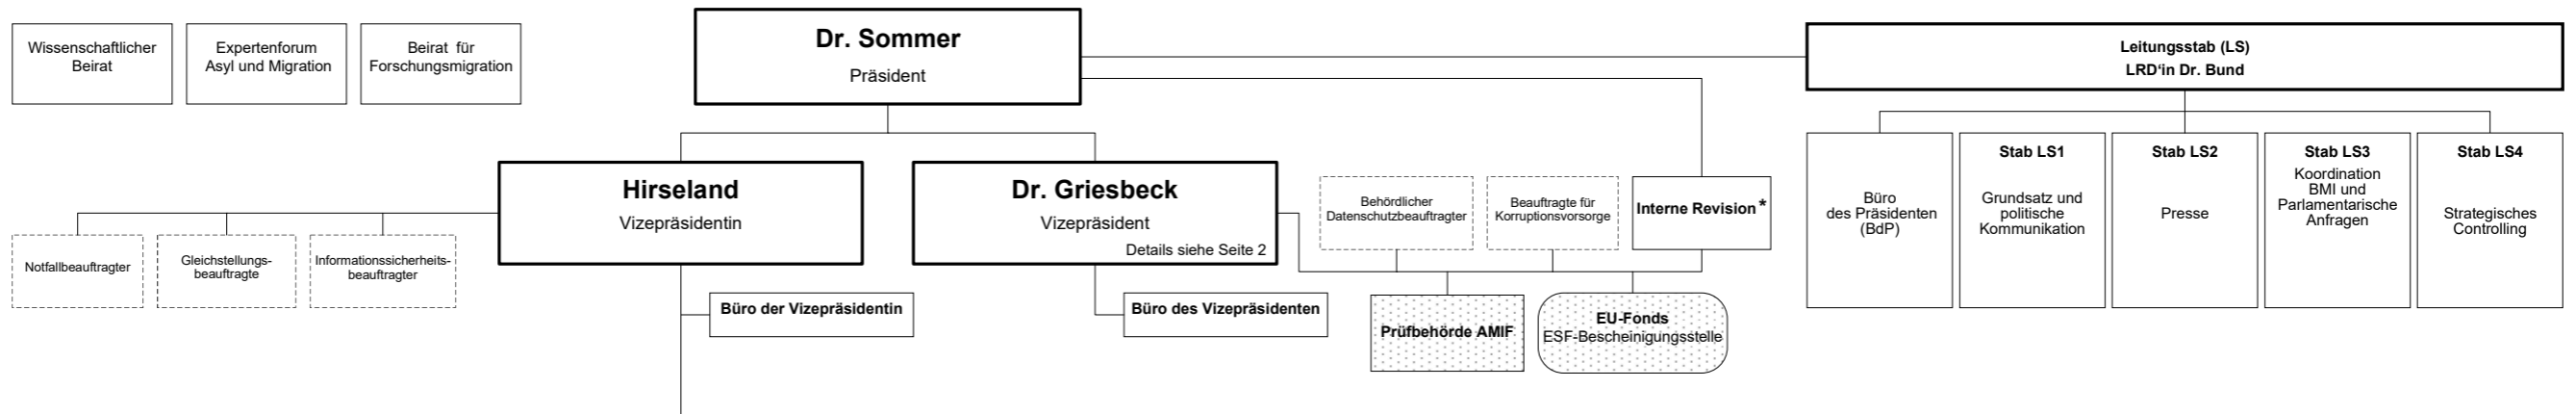 Wissenschaftlicher
Beirat
Expertenforum
Asyl und Migration
Beirat für
Forschungsmigration
Dr. Sommer
Präsident
Leitungsstab (LS)
LRD‘in Dr. Bund
Hirseland
Vizepräsidentin
Dr. Griesbeck
Vizepräsident
Details siehe Seite 2
Behördlicher
Datenschutzbeauftragter
Beauftragte für
Korruptionsvorsorge
Interne Revision*
Büro
des Präsidenten
(BdP)
Stab LS1
Grundsatz und
politische
Kommunikation
Stab LS2
Presse
Stab LS3
Koordination
BMI und
Parlamentarische
Anfragen
Stab LS4
Strategisches
Controlling
Notfallbeauftragter
Gleichstellungs-
beauftragte
Informationssicherheits-
beauftragter
Büro der Vizepräsidentin
Büro des Vizepräsidenten
Prüfbehörde AMIF
EU-Fonds
ESF-Bescheinigungsstelle